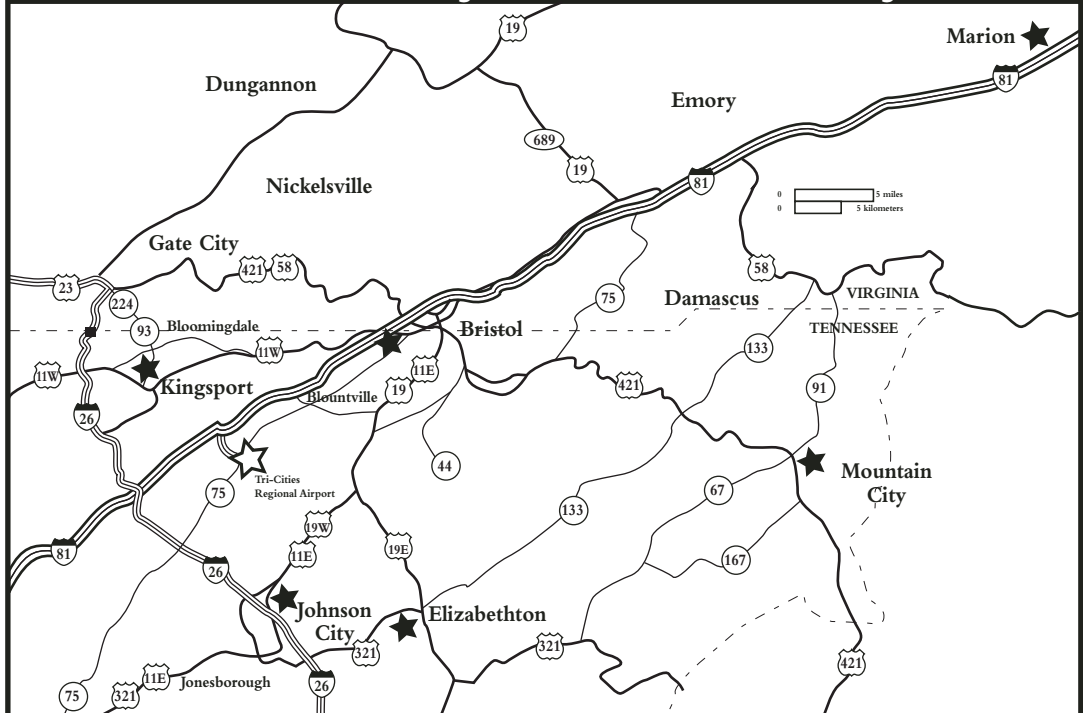 19
Marion
81
Dungannon
Emory
689
19
81
Nickelsville
0 5 miles
0 5 kilometers
Gate City
421 58
58
23
224
75
Damascus
VIRGINIA
93
Bloomingdale
Bristol
TENNESSEE
11W
133
11W
11E
Kingsport
19
421
91
Blountville
26
44
Mountain
City
Tri-Cities
Regional Airport
75
67
133
19W
11E
19E
81
26
167
Johnson
City
Elizabethton
321
321
421
Jonesborough
11E
26
75
321